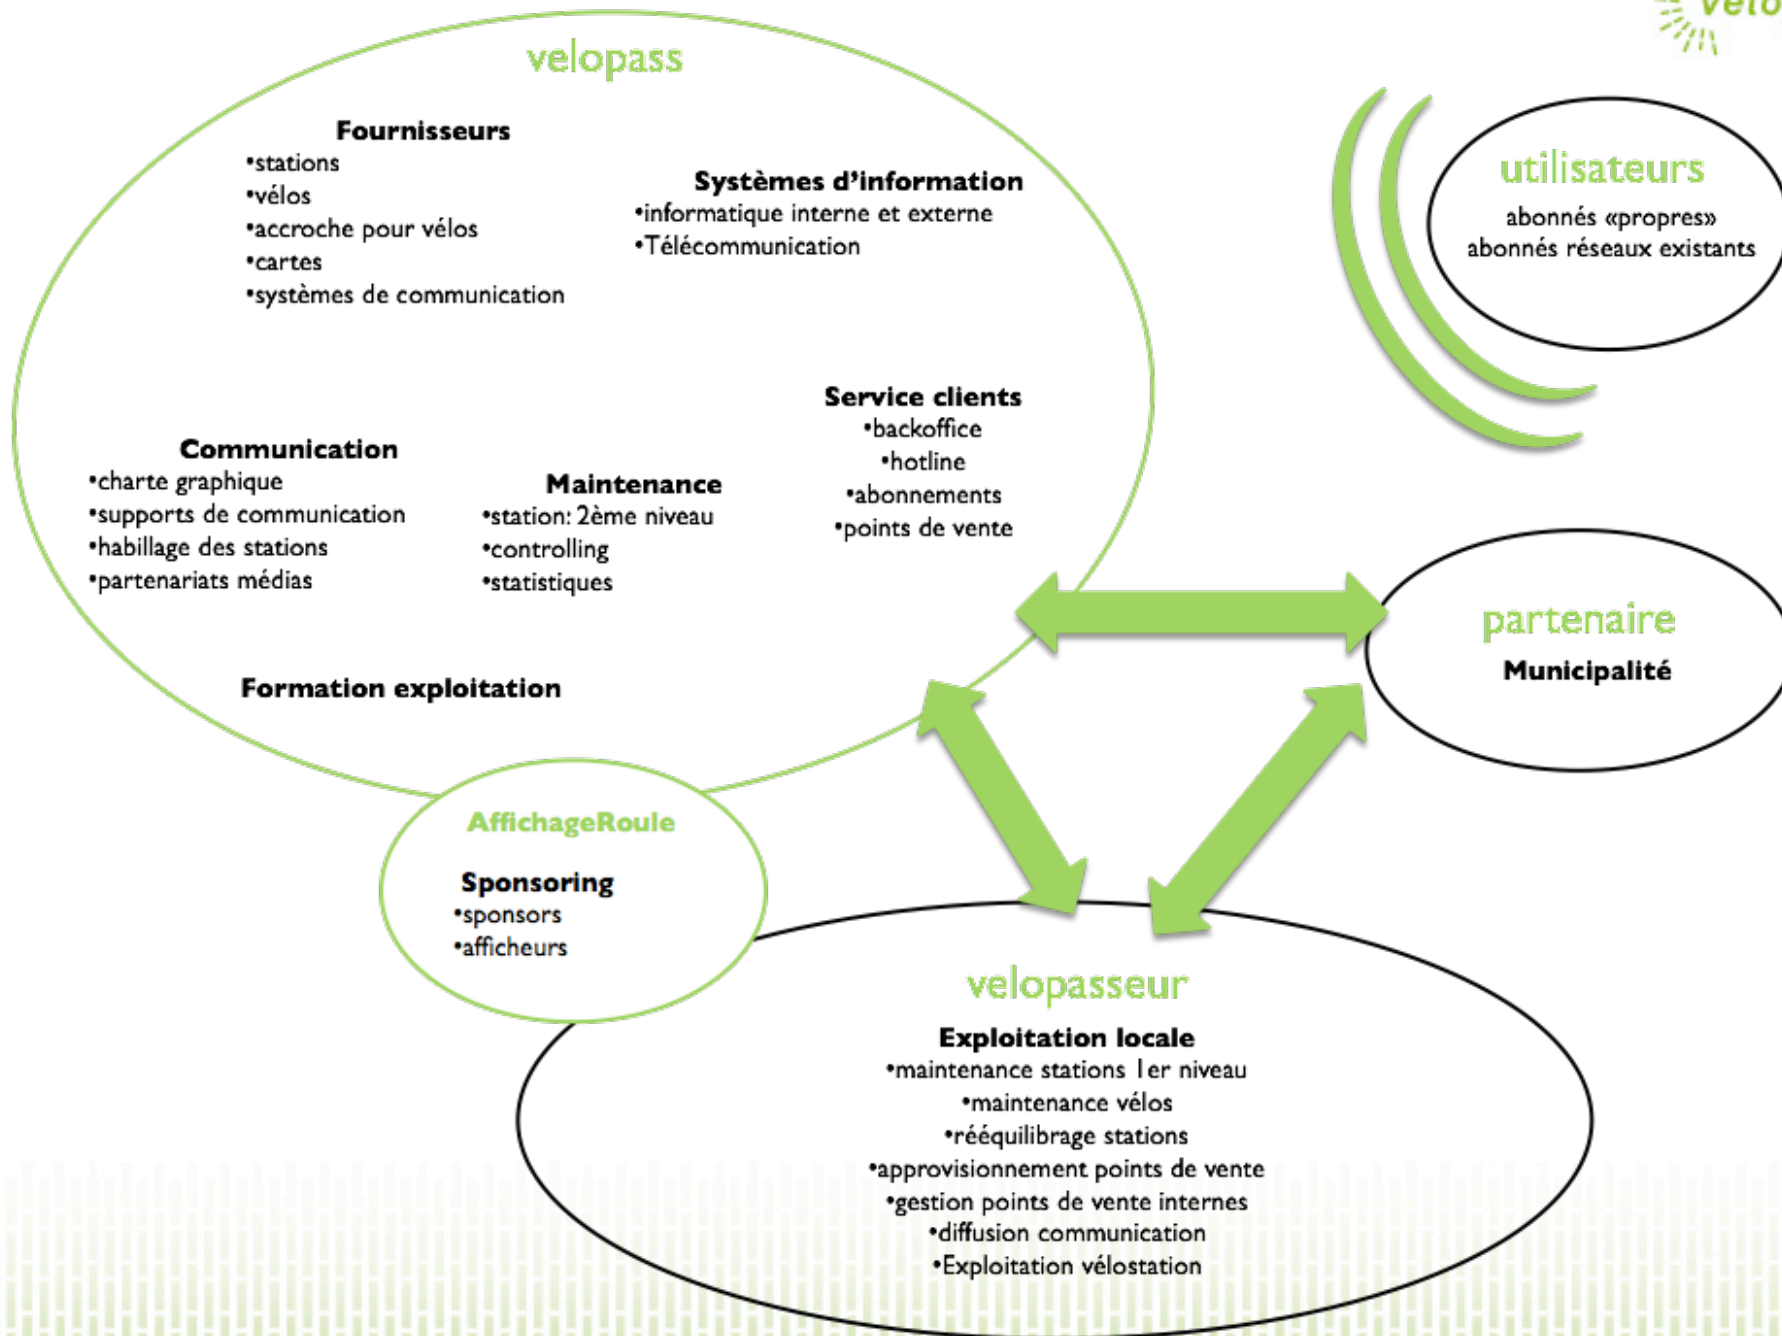 velopass
Fournisseurs
•stations
•vélos
•accroche pour vélos
•cartes
•systèmes de communication
Systèmes d'information
•informatique interne et externe
•Télécommunication
utilisateurs
abonnés «propres»
abonnés réseaux existants
Service clients
•backoffice
•hotline
•abonnements
•points de vente
Communication
•charte graphique
•supports de communication
•habillage des stations
•partenariats médias
Maintenance
•station: 2ème niveau
•controlling
•statistiques
Formation exploitation
partenaire
Municipalité
AffichageRoule
Sponsoring
•sponsors
•afficheurs
velopasseur
Exploitation locale
•maintenance stations 1er niveau
•maintenance vélos
•rééquilibrage stations
•approvisionnement points de vente
•gestion points de vente internes
•diffusion communication
•Exploitation vélostation